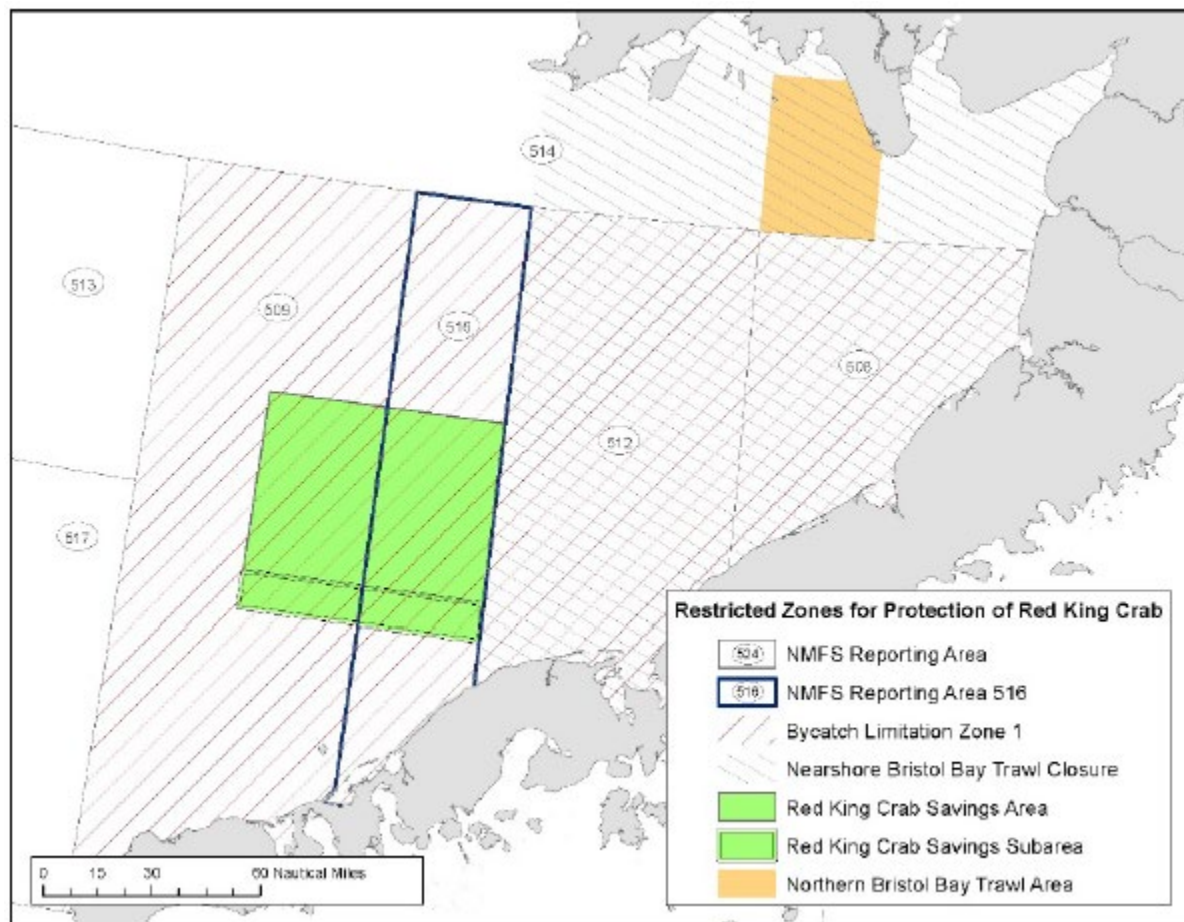 514
513
509
516
508
512
517
Restricted Zones for Protection of Red King Crab
524 NMFS Reporting Area
516 NMFS Reporting Area 516
Bycatch Limitation Zone 1
Nearshore Bristol Bay Trawl Closure
Red King Crab Savings Area
Red King Crab Savings Subarea
Northern Bristol Bay Trawl Area
0 15 30 60 Nautical Miles